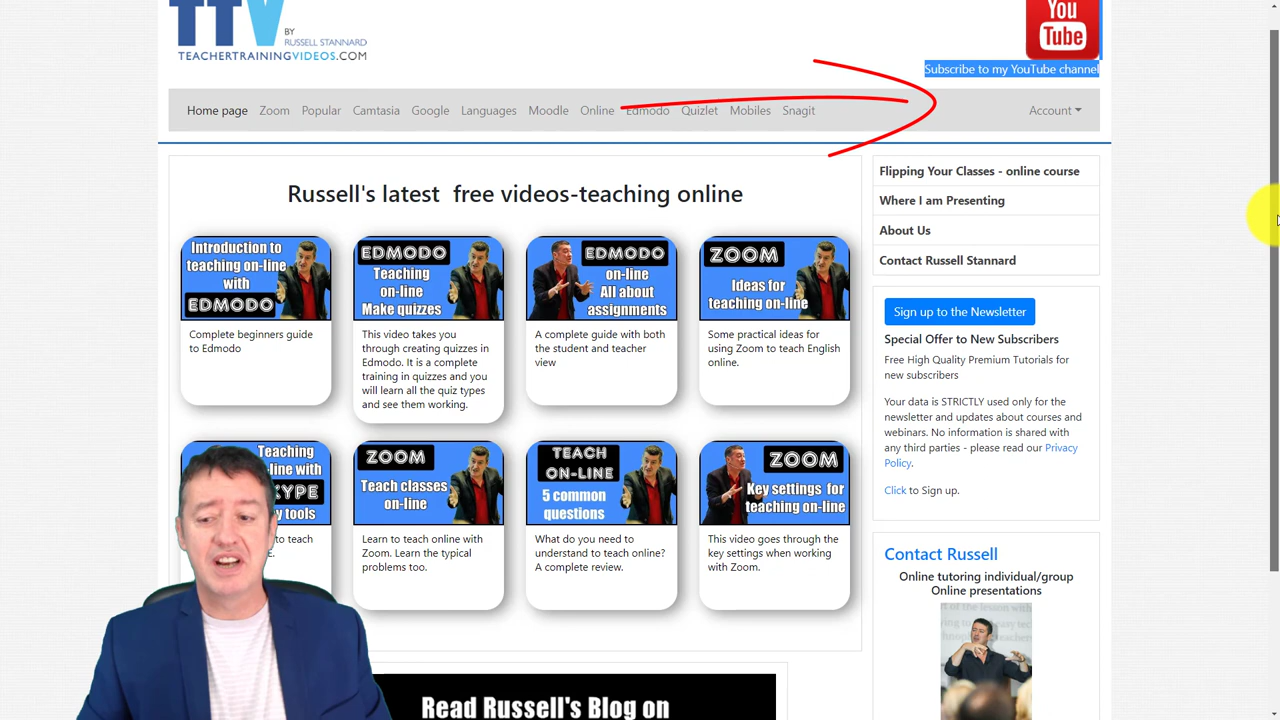 TTV
BY
RUSSELL STANNARD
TEACHERTRAININGVIDEOS.COM
You
Tube
Subscribe to my YouTube channel
Home page Zoom Popular Camtasia Google Languages Moodle Online Edmodo Quizlet Mobiles Snagit Account
Russell's latest free videos-teaching online
Introduction to
teaching on-line
with
EDMODO
Complete beginners guide
to Edmodo
EDMODO
Teaching
on-line
Make quizzes
This video takes you
through creating quizzes in
Edmodo. It is a complete
training in quizzes and you
will learn all the quiz types
and see them working.
EDMODO
on-line
All about
assignments
A complete guide with both
the student and teacher
view
ZOOM
Ideas for
teaching on-line
Some practical ideas for
using Zoom to teach English
online.
Teaching
-line with
YPE
y tools
to teach
E.
ZOOM
Teach classes
on-line
Learn to teach online with
Zoom. Learn the typical
problems too.
TEACH
ON-LINE
5 common
questions
What do you need to
understand to teach online?
A complete review.
ZOOM
Key settings for
teaching on-line
This video goes through the
key settings when working
with Zoom.
Read Russell's Blog on
Flipping Your Classes - online course
Where I am Presenting
About Us
Contact Russell Stannard
Sign up to the Newsletter
Special Offer to New Subscribers
Free High Quality Premium Tutorials for
new subscribers
Your data is STRICTLY used only for the
newsletter and updates about courses and
webinars. No information is shared with
any third parties - please read our Privacy
Policy.
Click to Sign up.
Contact Russell
Online tutoring individual/group
Online presentations